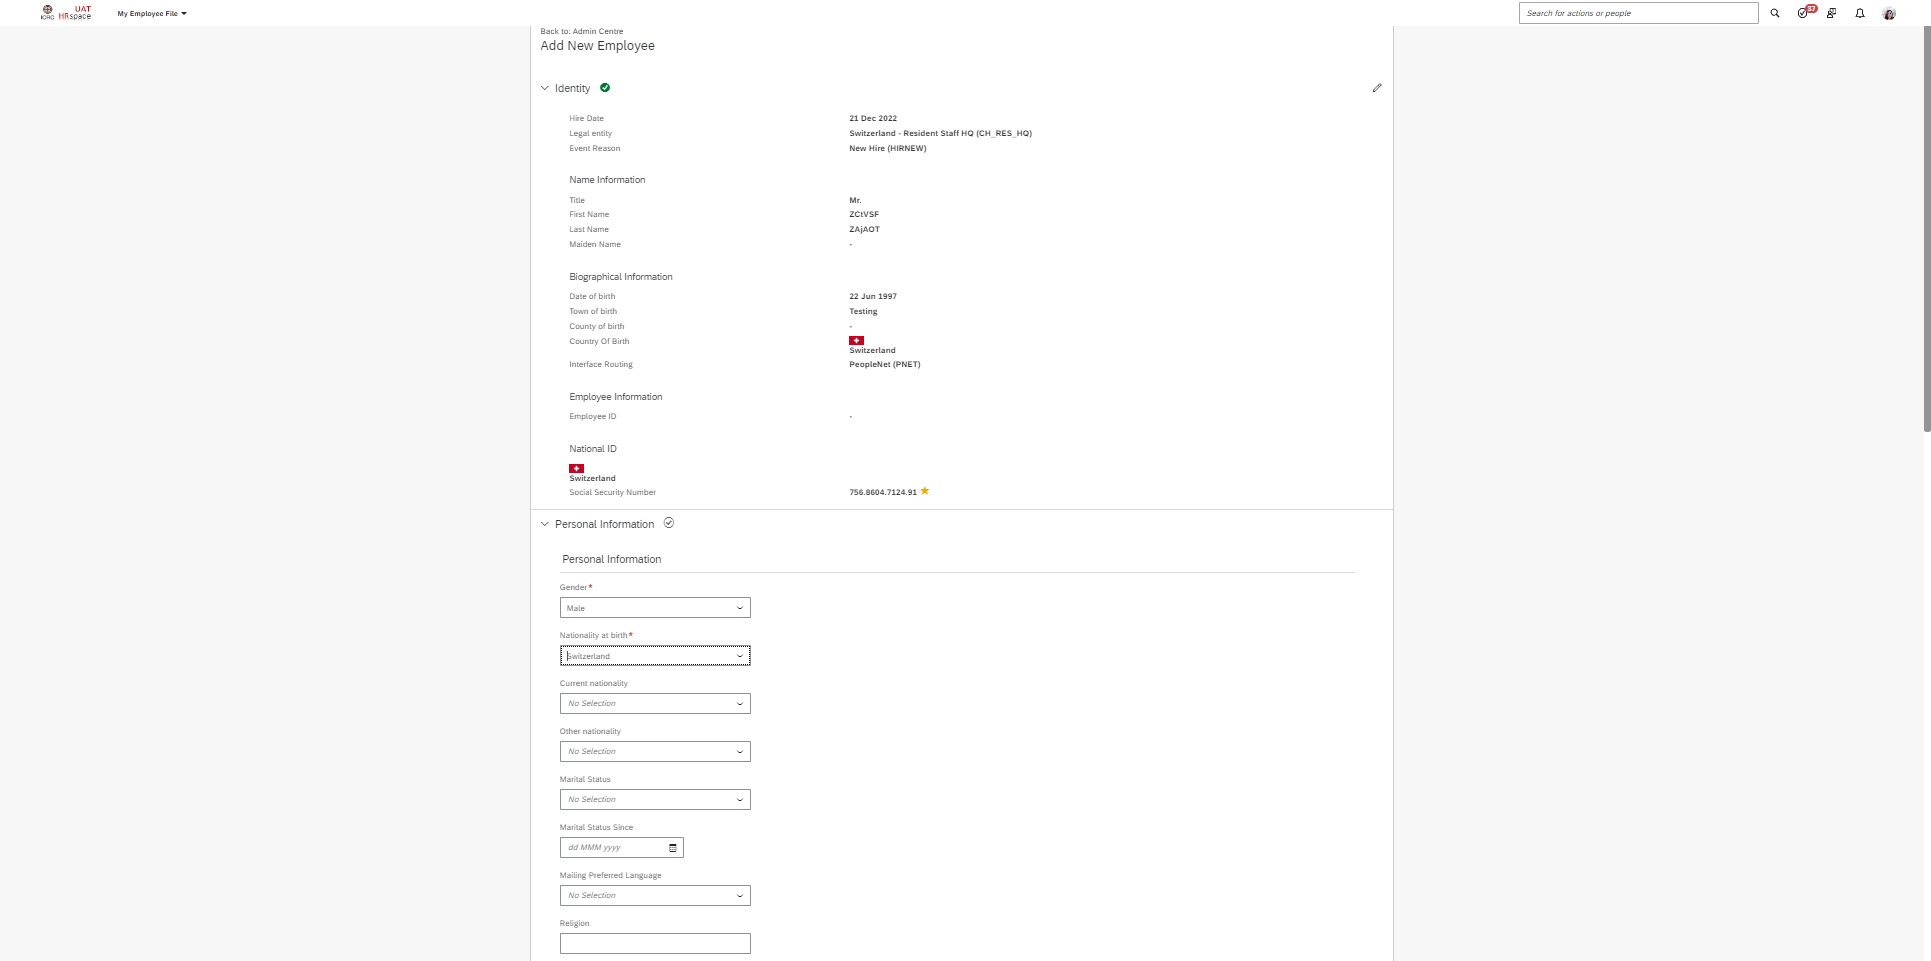 ICRC UAT HRspace My Employee File Search for actions or people 37
Back to: Admin Centre
Add New Employee
Identity
Hire Date 21 Dec 2022
Legal entity Switzerland - Resident Staff HQ (CH_RES_HQ)
Event Reason New Hire (HIRNEW)
Name Information
Title Mr.
First Name ZCtVSF
Last Name ZAjAOT
Maiden Name -
Biographical Information
Date of birth 22 Jun 1997
Town of birth Testing
County of birth -
Country Of Birth
Switzerland
Interface Routing PeopleNet (PNET)
Employee Information
Employee ID -
National ID
Switzerland
Social Security Number 756.8604.7124.91
Personal Information
Personal Information
Gender*
Male
Nationality at birth*
Switzerland
Current nationality
No Selection
Other nationality
No Selection
Marital Status
No Selection
Marital Status Since
dd MMM yyyy
Mailing Preferred Language
No Selection
Religion